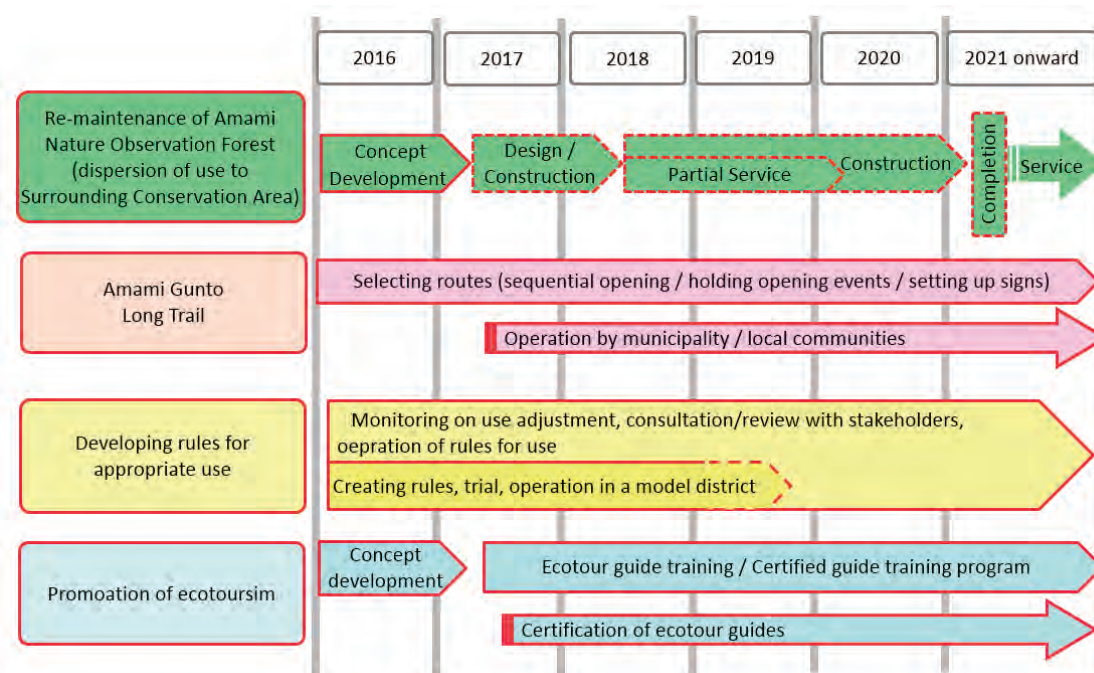 2016
2017
2018
2019
2020
2021 onward
Re-maintenance of Amami
Nature Observation Forest
(dispersion of use to
Surrounding Conservation Area)
Concept
Development
Design /
Construction
Construction
Partial Service
Completion
Service
Amami Gunto
Long Trail
Selecting routes (sequential opening / holding opening events / setting up signs)
Operation by municipality / local communities
Developing rules for
appropriate use
Monitoring on use adjustment, consultation/review with stakeholders,
oepration of rules for use
Creating rules, trial, operation in a model district
Promoation of ecotoursim
Concept
development
Ecotour guide training / Certified guide training program
Certification of ecotour guides